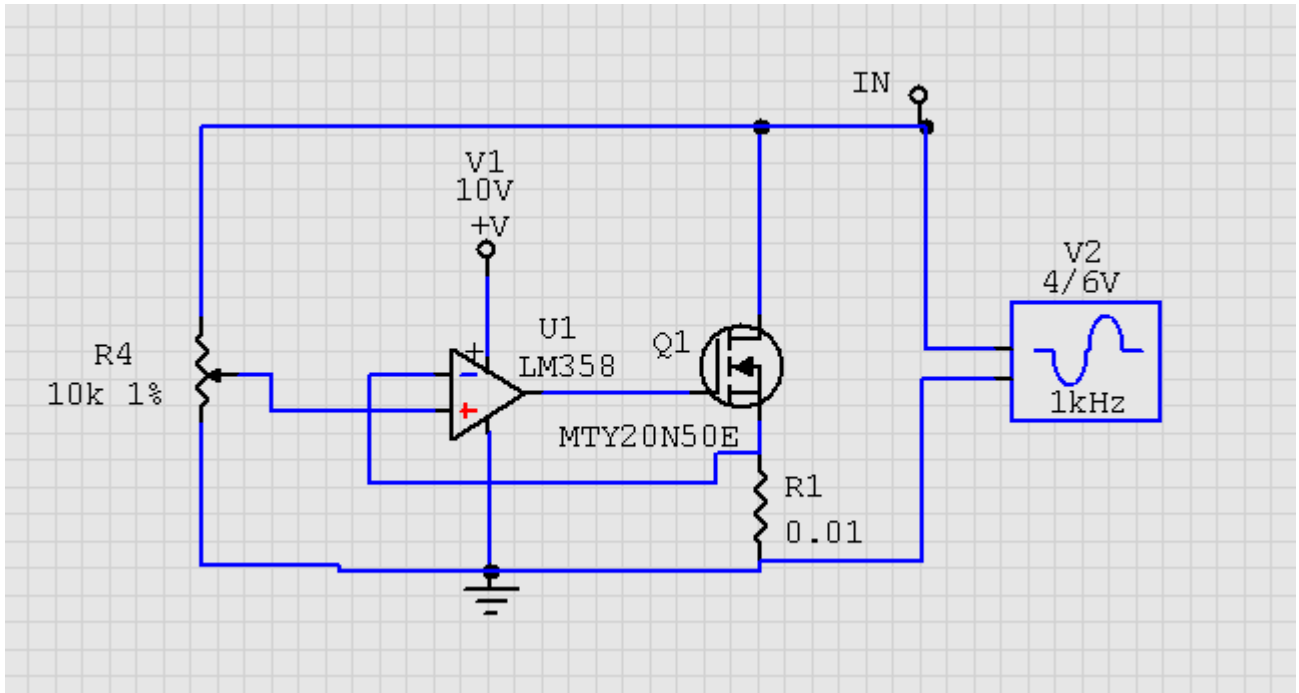 IN
V1
10V
+V
V2
4/6V
U1
+
LM358
Q1
R4
10k 1%
-
+
1kHz
MTY20N50E
R1
0.01